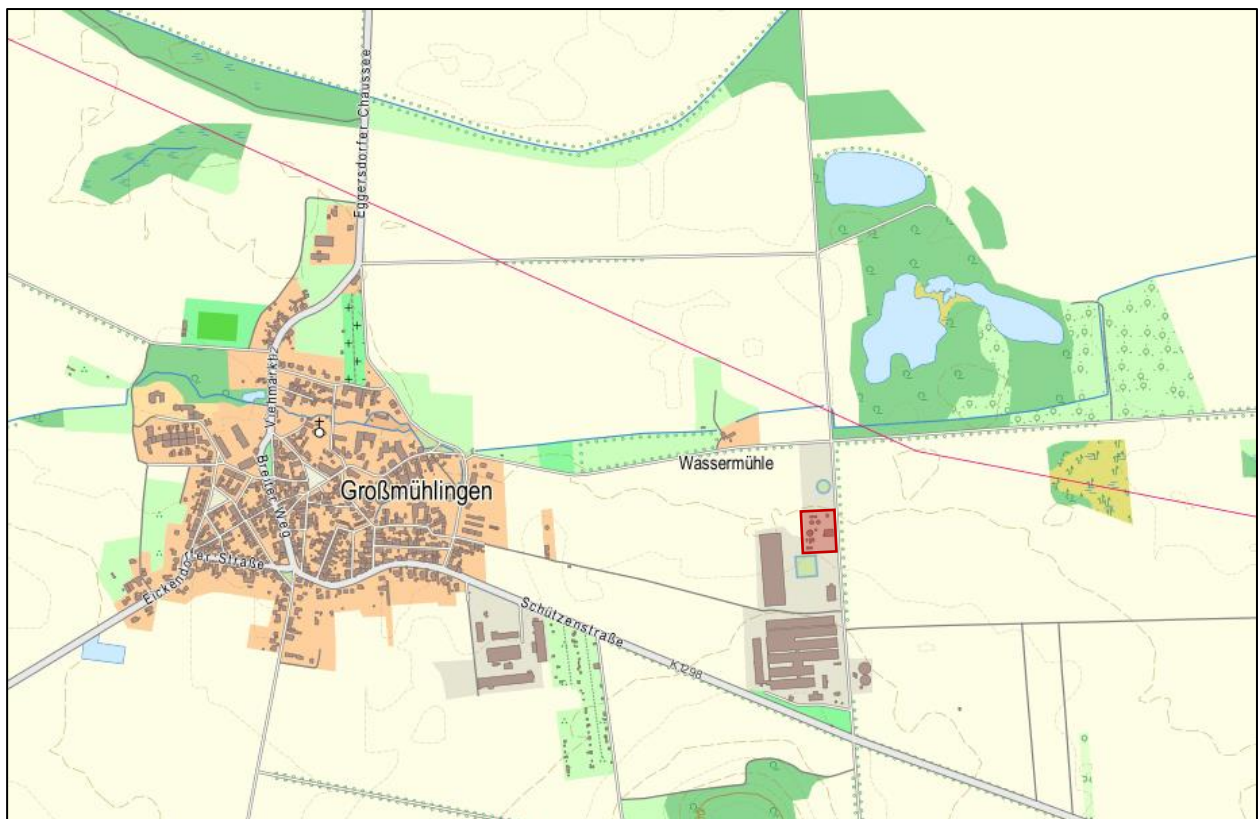 Eggersdorfer Chaussee
Viehmarkt
Breiter Weg
Großmühlingen
Wassermühle
Eickendorfer Straße
Schützenstraße
K1298